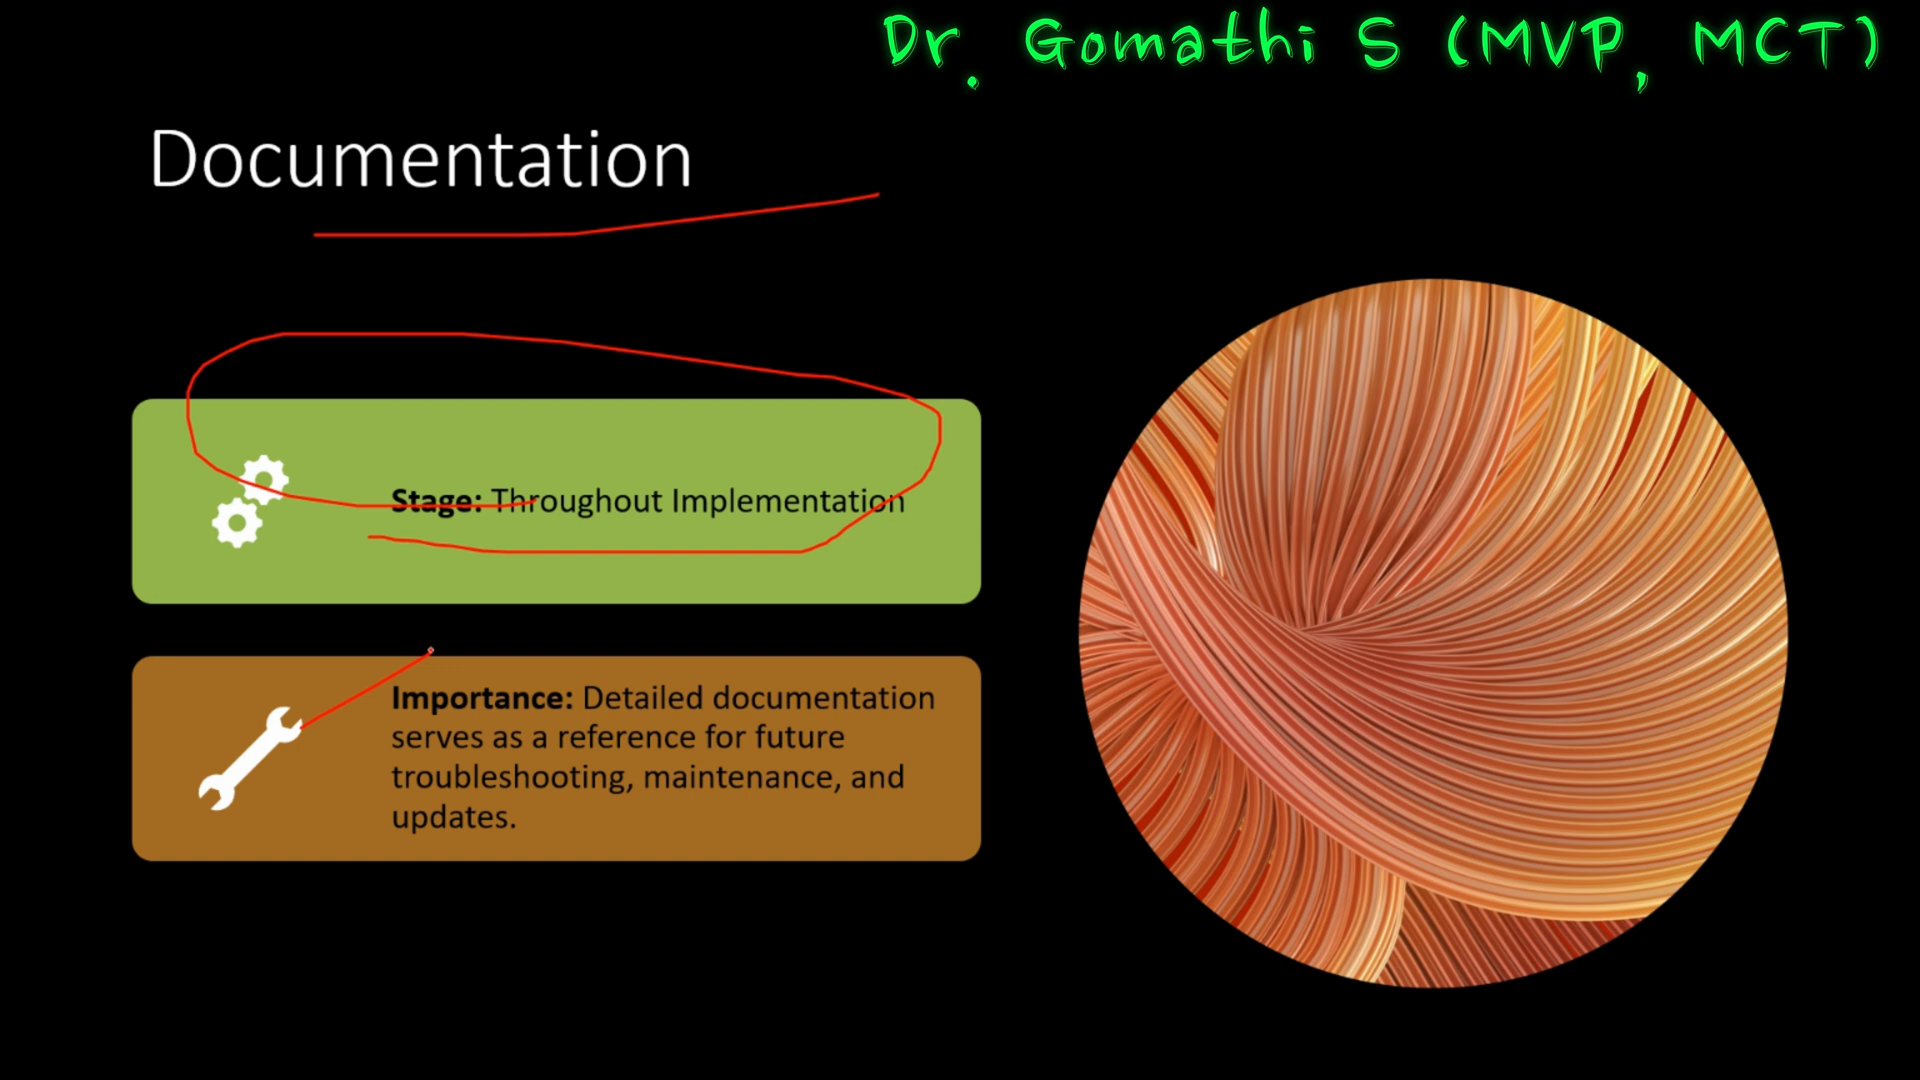 Dr. Gomathi S (MVP, MCT)
Documentation
Stage: Throughout Implementation
Importance: Detailed documentation
serves as a reference for future
troubleshooting, maintenance, and
updates.